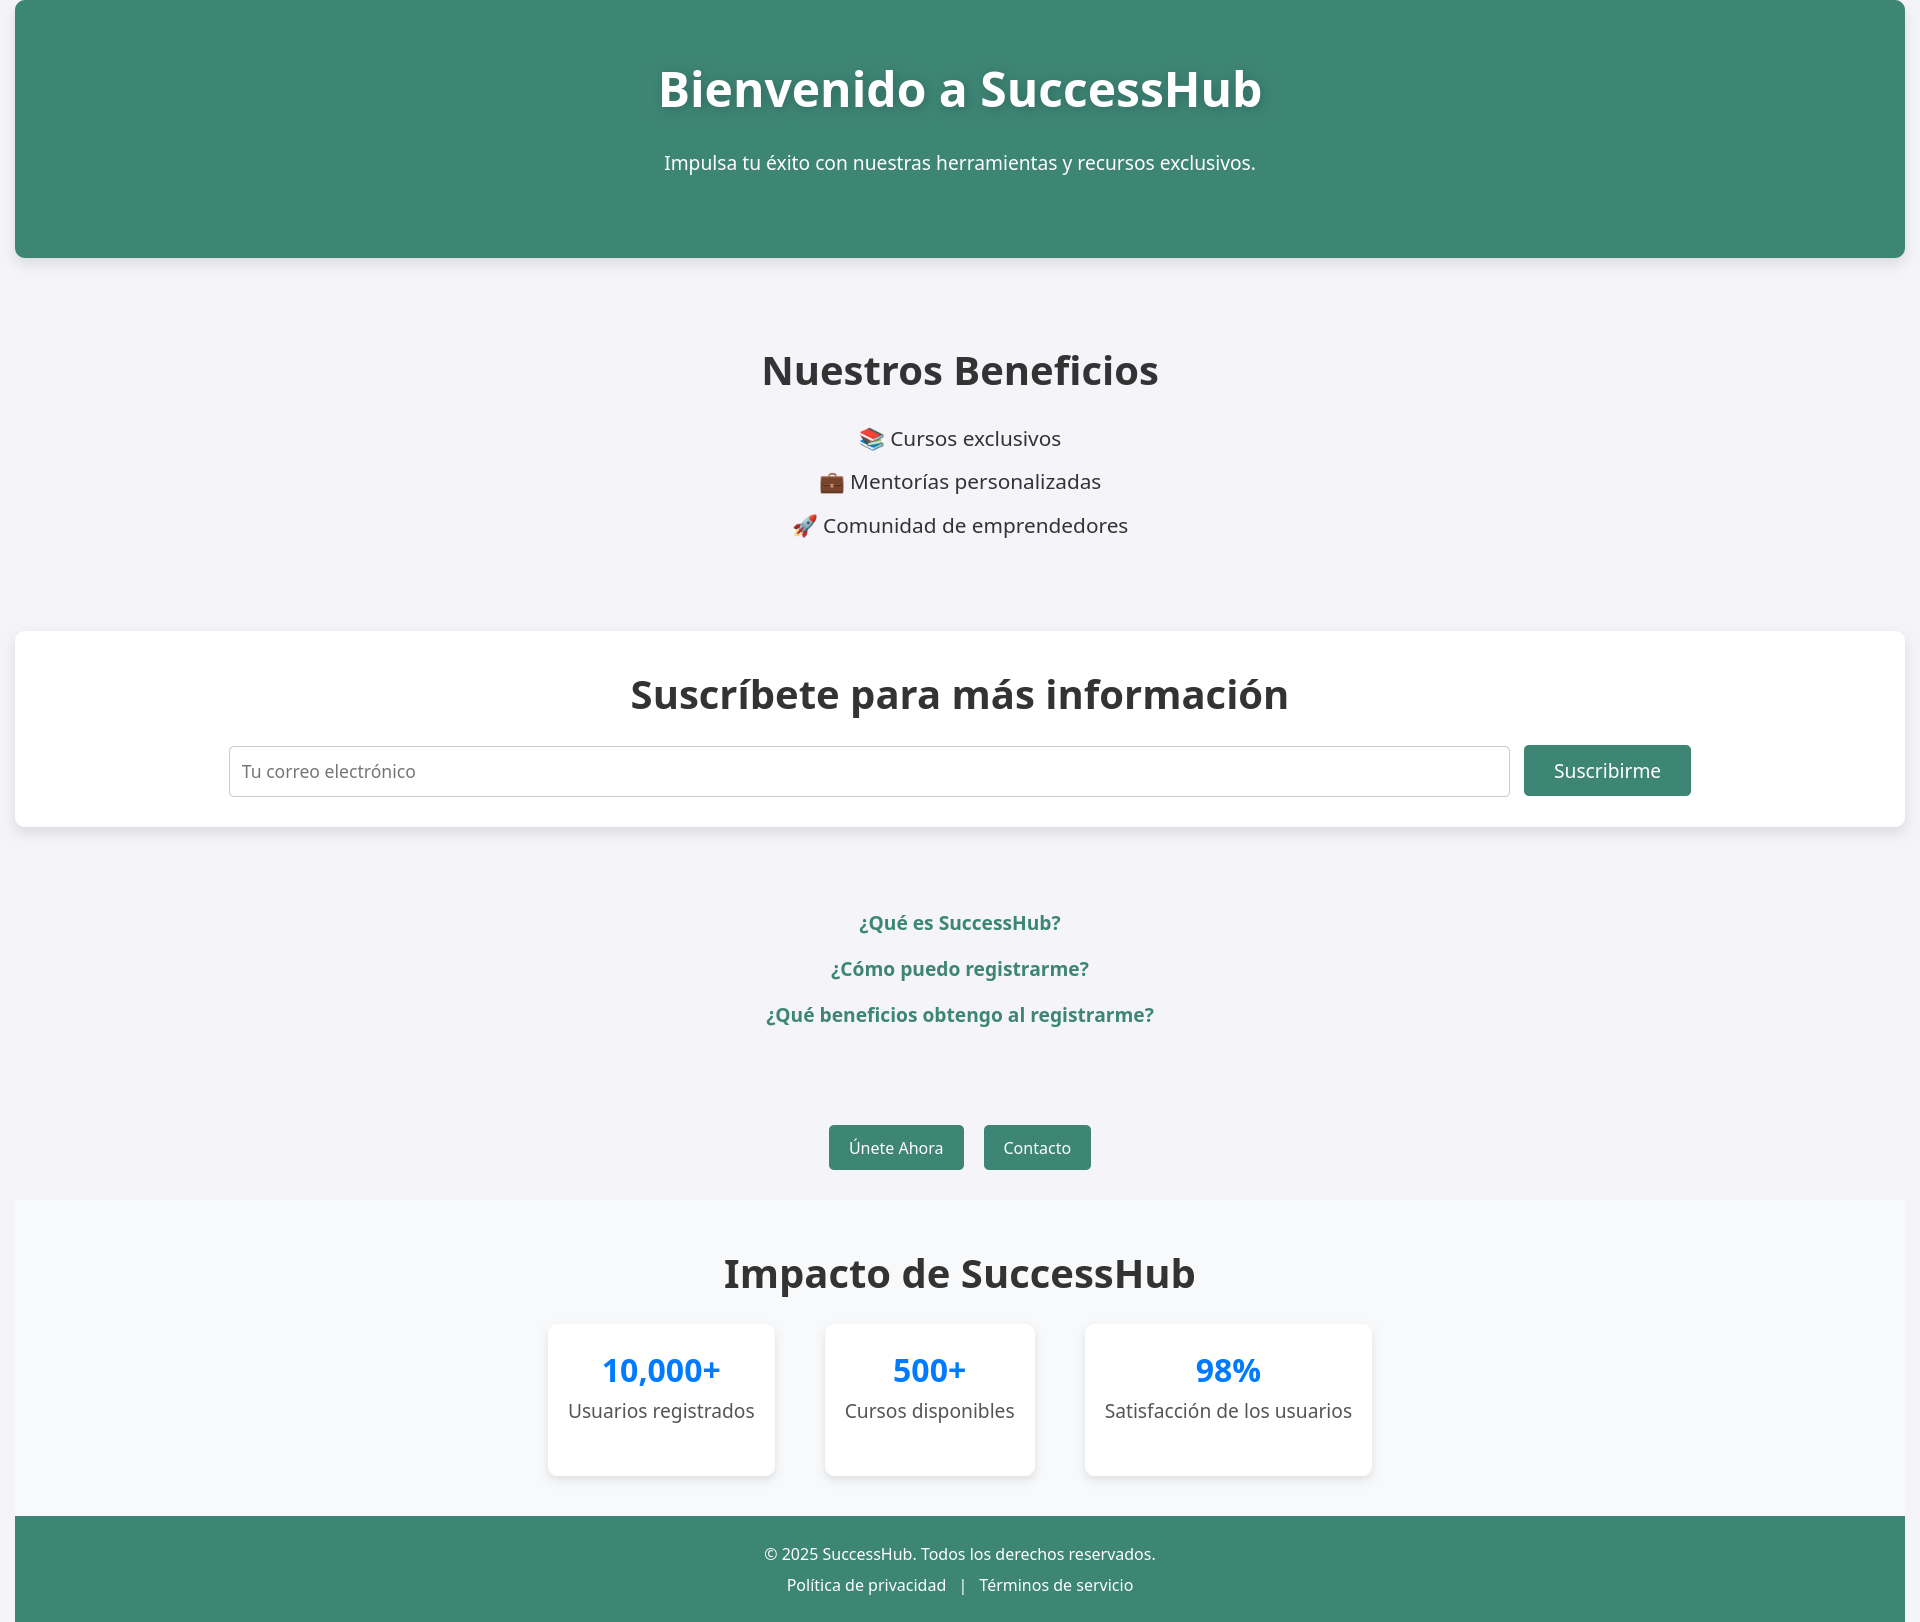 Bienvenido a SuccessHub
Impulsa tu éxito con nuestras herramientas y recursos exclusivos.
Nuestros Beneficios
📚 Cursos exclusivos
💼 Mentorías personalizadas
🚀 Comunidad de emprendedores
Suscríbete para más información
Tu correo electrónico
Suscribirme
¿Qué es SuccessHub?
¿Cómo puedo registrarme?
¿Qué beneficios obtengo al registrarme?
Únete Ahora
Contacto
Impacto de SuccessHub
10,000+
Usuarios registrados
500+
Cursos disponibles
98%
Satisfacción de los usuarios
© 2025 SuccessHub. Todos los derechos reservados.
Política de privacidad | Términos de servicio